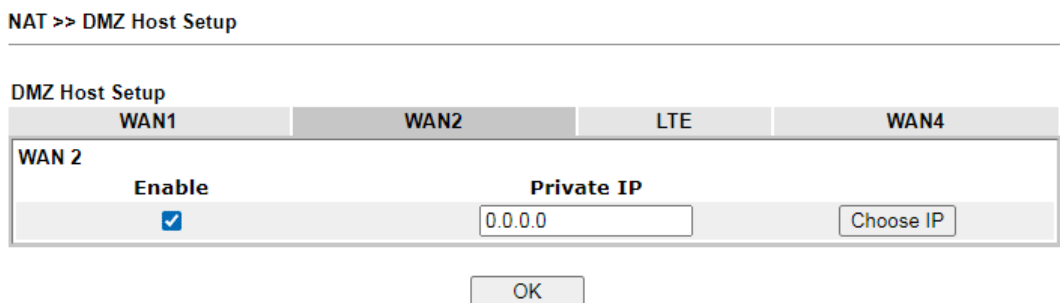 NAT >> DMZ Host Setup
DMZ Host Setup
WAN1 WAN2 LTE WAN4
WAN 2
Enable Private IP
0.0.0.0 Choose IP
OK